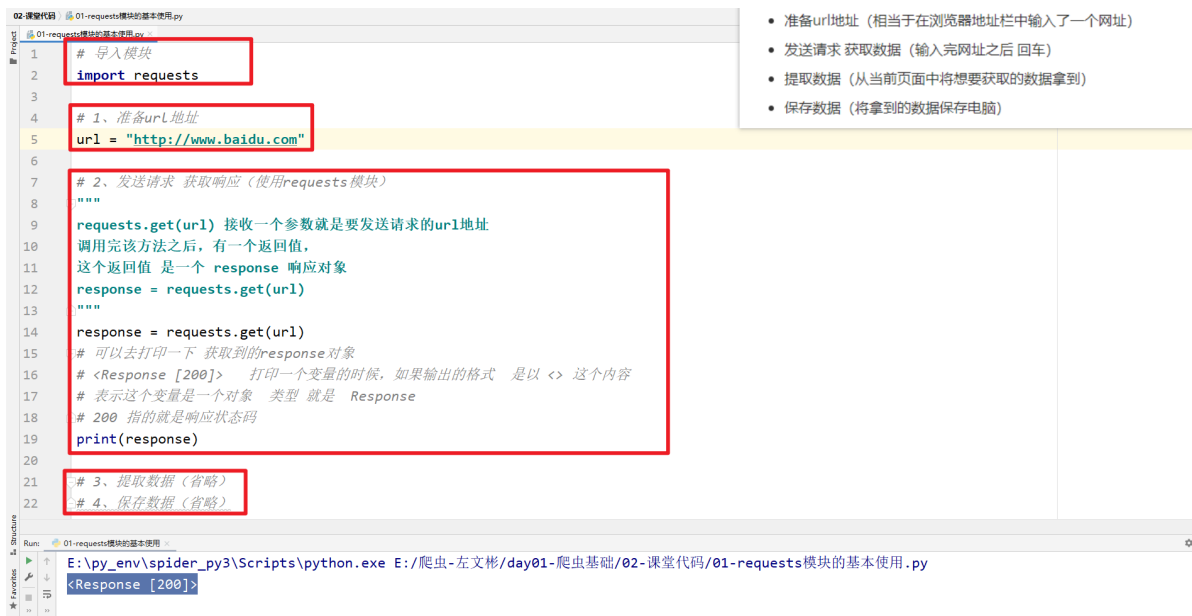 02-课堂代码 〉 01-requests模块的基本使用.py
01-requests模块的基本使用.py ×
Project
1 # 导入模块
2 import requests
3
4 # 1、准备url地址
5 url = "http://www.baidu.com"
6
7 # 2、发送请求 获取响应（使用requests模块）
8 """
9 requests.get(url) 接收一个参数就是要发送请求的url地址
10 调用完该方法之后，有一个返回值，
11 这个返回值 是一个 response 响应对象
12 response = requests.get(url)
13 """
14 response = requests.get(url)
15 # 可以去打印一下 获取到的response对象
16 # <Response [200]>   打印一个变量的时候，如果输出的格式  是以 <> 这个内容
17 # 表示这个变量是一个对象  类型 就是  Response
18 # 200 指的就是响应状态码
19 print(response)
20
21 # 3、提取数据（省略）
22 # 4、保存数据（省略）
• 准备url地址（相当于在浏览器地址栏中输入了一个网址）
• 发送请求 获取数据（输入完网址之后 回车）
• 提取数据（从当前页面中将想要获取的数据拿到）
• 保存数据（将拿到的数据保存电脑）
Structure
Favorites
Run: 01-requests模块的基本使用 ×
E:\py_env\spider_py3\Scripts\python.exe E:/爬虫-左文彬/day01-爬虫基础/02-课堂代码/01-requests模块的基本使用.py
<Response [200]>